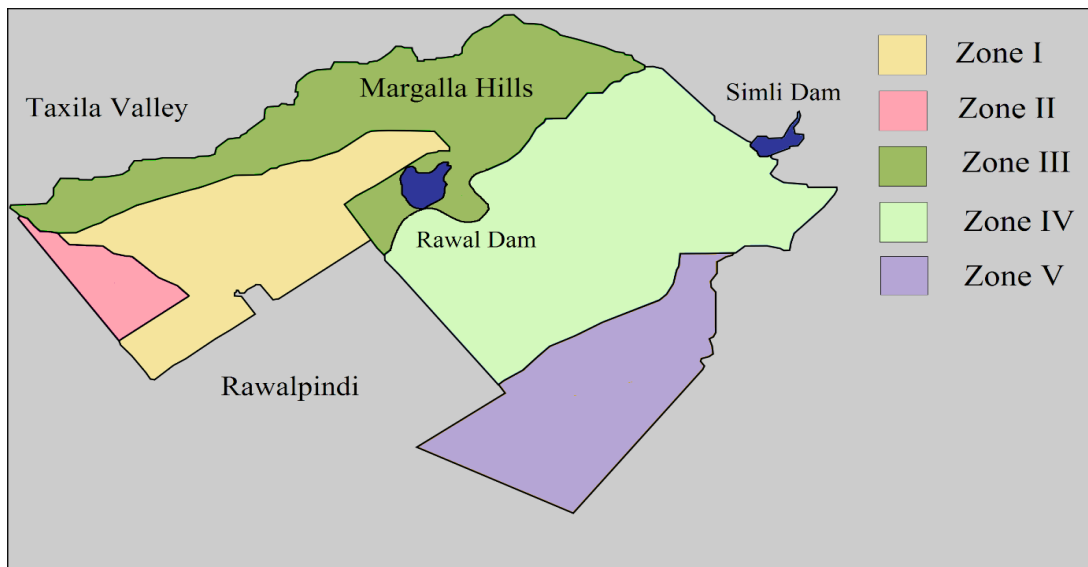 Taxila Valley
Margalla Hills
Simli Dam
Rawal Dam
Rawalpindi
Zone I
Zone II
Zone III
Zone IV
Zone V